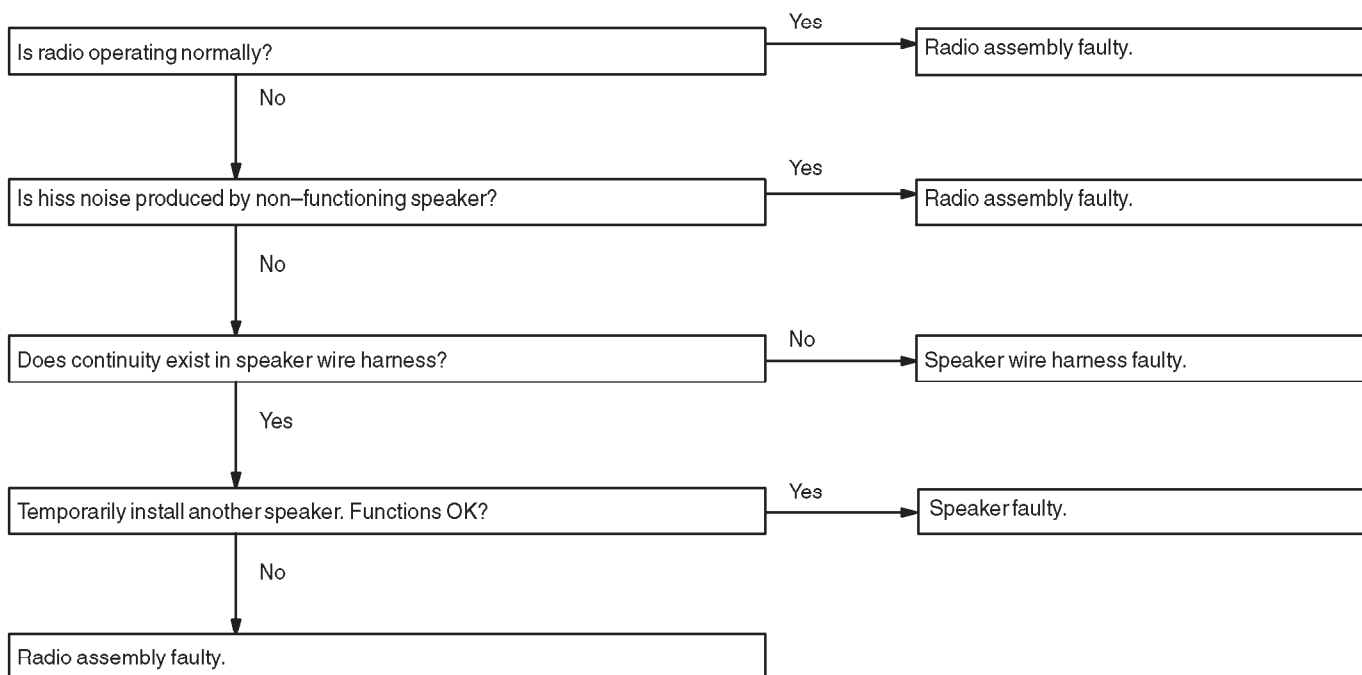 Yes
Is radio operating normally?
Radio assembly faulty.
No
Yes
Is hiss noise produced by non–functioning speaker?
Radio assembly faulty.
No
No
Does continuity exist in speaker wire harness?
Speaker wire harness faulty.
Yes
Yes
Temporarily install another speaker. Functions OK?
Speaker faulty.
No
Radio assembly faulty.